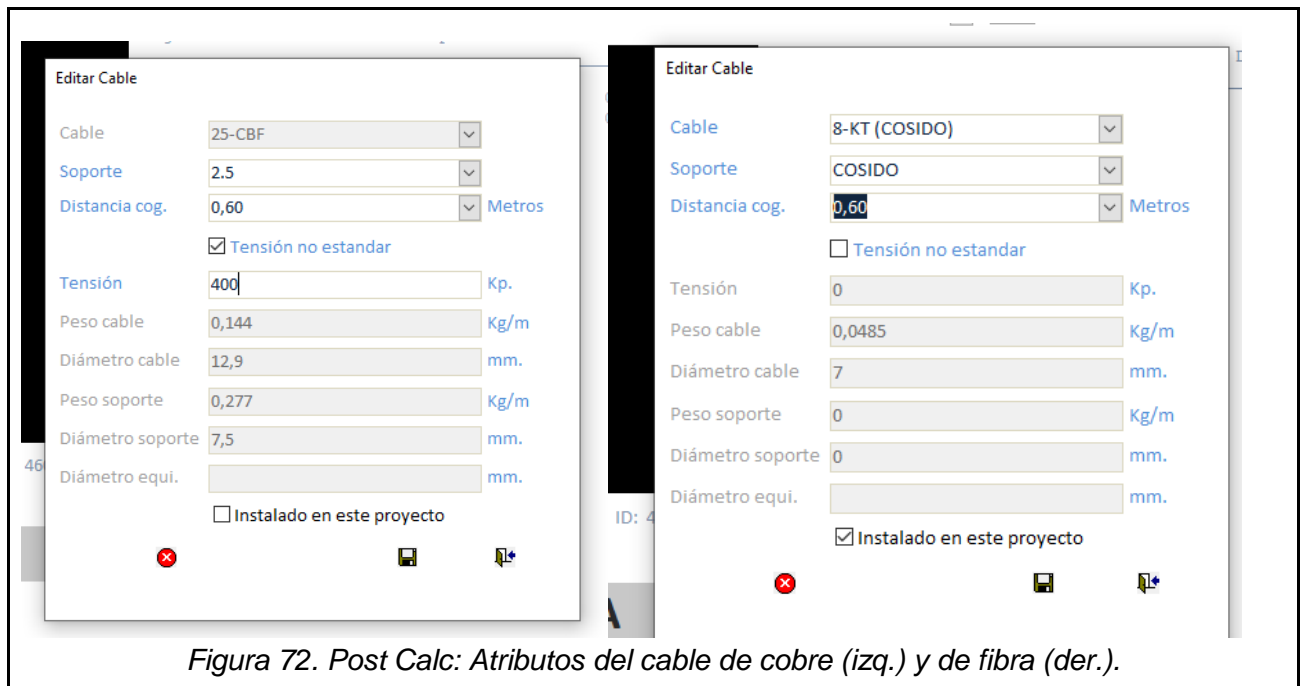 Editar Cable
Cable 25-CBF
Soporte 2.5
Distancia cog. 0,60 Metros
Tensión no estandar
Tensión 400 Kp.
Peso cable 0,144 Kg/m
Diámetro cable 12,9 mm.
Peso soporte 0,277 Kg/m
Diámetro soporte 7,5 mm.
Diámetro equi. mm.
Instalado en este proyecto
46
Editar Cable
Cable 8-KT (COSIDO)
Soporte COSIDO
Distancia cog. 0,60 Metros
Tensión no estandar
Tensión 0 Kp.
Peso cable 0,0485 Kg/m
Diámetro cable 7 mm.
Peso soporte 0 Kg/m
Diámetro soporte 0 mm.
Diámetro equi. mm.
Instalado en este proyecto
ID: 4
Figura 72. Post Calc: Atributos del cable de cobre (izq.) y de fibra (der.).